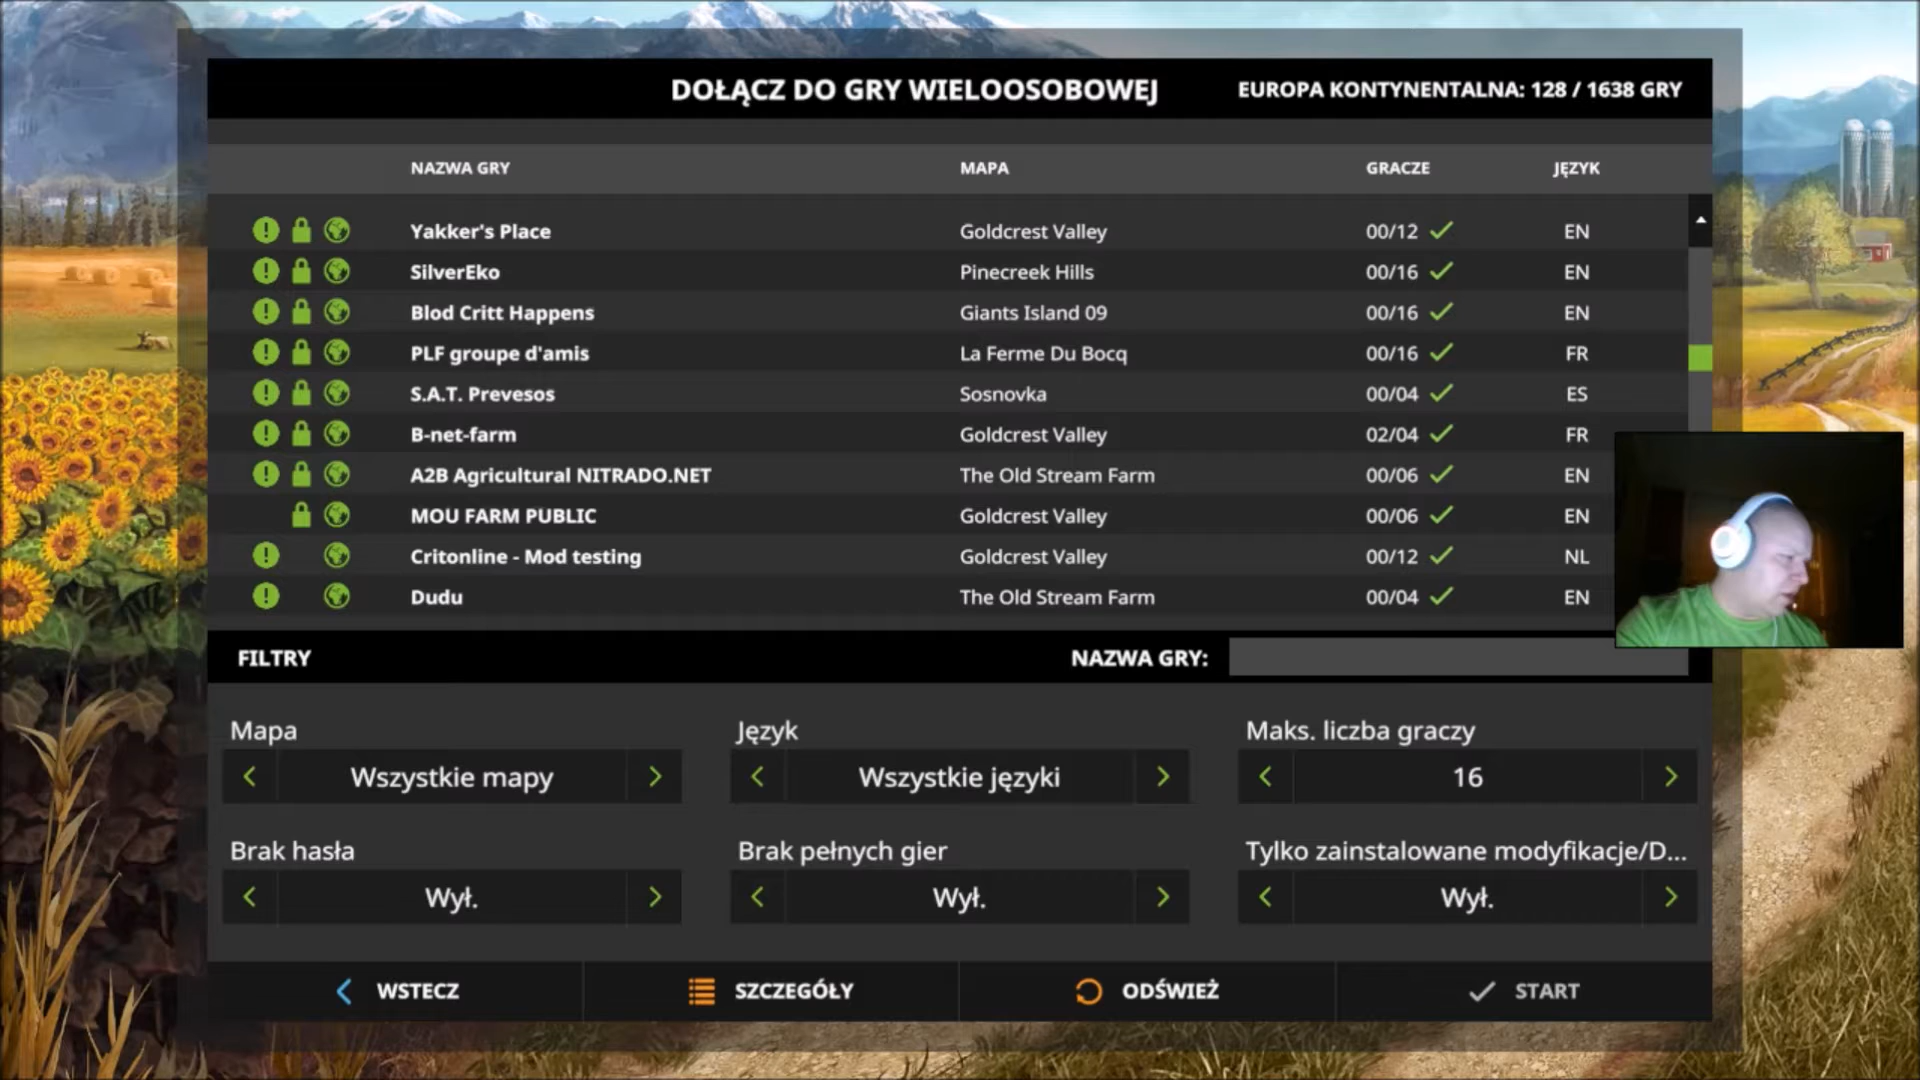 DOŁĄCZ DO GRY WIELOOSOBOWEJ EUROPA KONTYNENTALNA: 128 / 1638 GRY
NAZWA GRY MAPA GRACZE JĘZYK
Yakker's Place Goldcrest Valley 00/12 EN
SilverEko Pinecreek Hills 00/16 EN
Blod Critt Happens Giants Island 09 00/16 EN
PLF groupe d'amis La Ferme Du Bocq 00/16 FR
S.A.T. Prevesos Sosnovka 00/04 ES
B-net-farm Goldcrest Valley 02/04 FR
A2B Agricultural NITRADO.NET The Old Stream Farm 00/06 EN
MOU FARM PUBLIC Goldcrest Valley 00/06 EN
Critonline - Mod testing Goldcrest Valley 00/12 NL
Dudu The Old Stream Farm 00/04 EN
FILTRY NAZWA GRY:
Mapa Język Maks. liczba graczy
Wszystkie mapy Wszystkie języki 16
Brak hasła Brak pełnych gier Tylko zainstalowane modyfikacje/D...
Wył. Wył. Wył.
WSTECZ SZCZEGÓŁY ODŚWIEŻ START